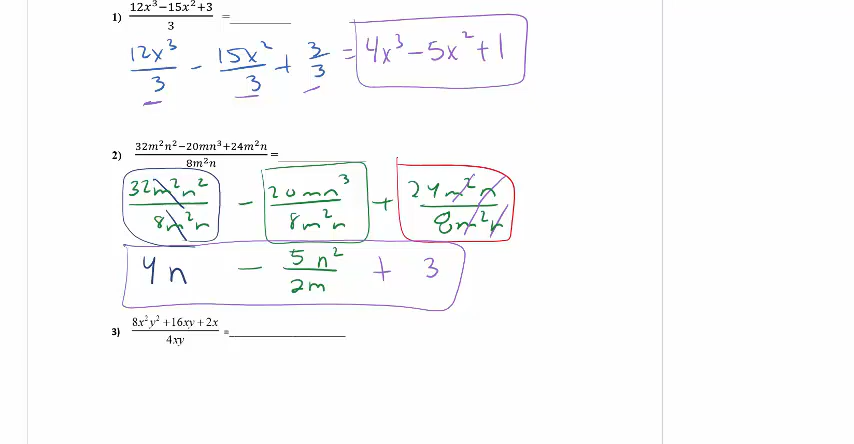 1) (12x³−15x²+3)/3 = ________
12x³/3 − 15x²/3 + 3/3 = 4x³ − 5x² + 1
2) (32m²n²−20mn³+24m²n)/(8m²n) = ________
32m²n²/8m²n − 20mn³/8m²n + 24m²n/8m²n
4n − 5n²/2m + 3
3) (8x²y²+16xy+2x)/(4xy) = ________